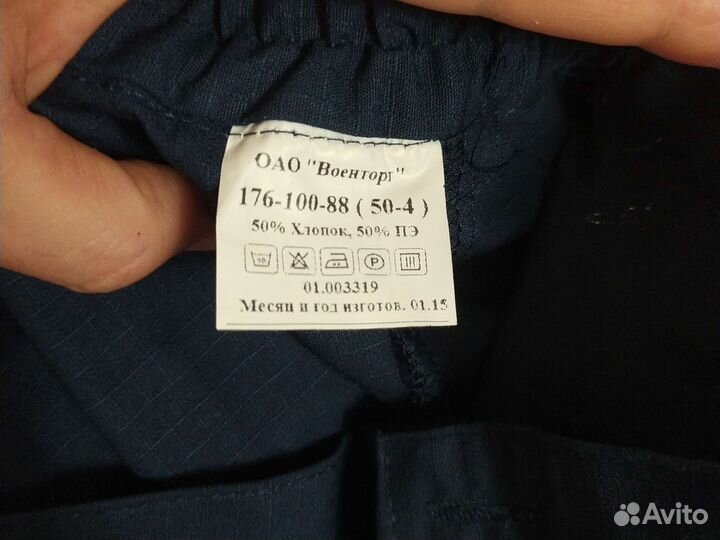 ОАО "Военторг"
176-100-88 ( 50-4 )
50% Хлопок, 50% ПЭ
P
01.003319
Месяц и год изготов. 01.15
Avito